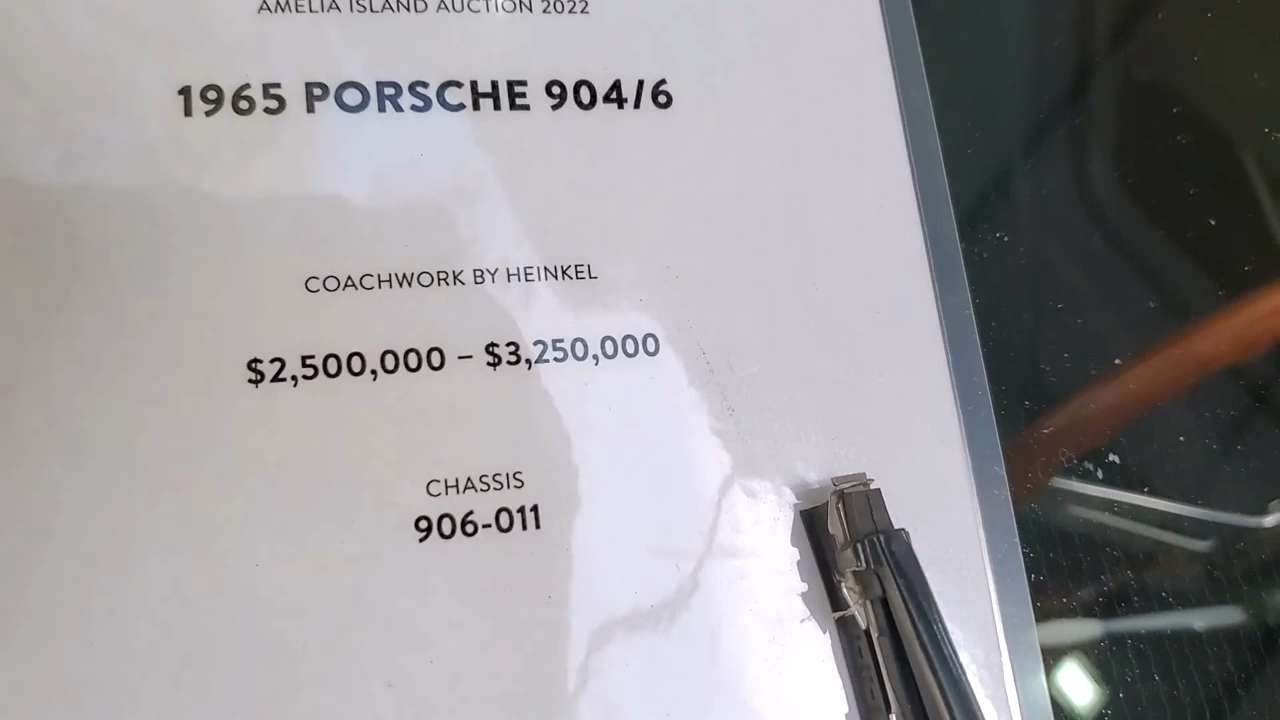 AMELIA ISLAND AUCTION 2022
1965 PORSCHE 904/6
COACHWORK BY HEINKEL
$2,500,000 – $3,250,000
CHASSIS
906-011